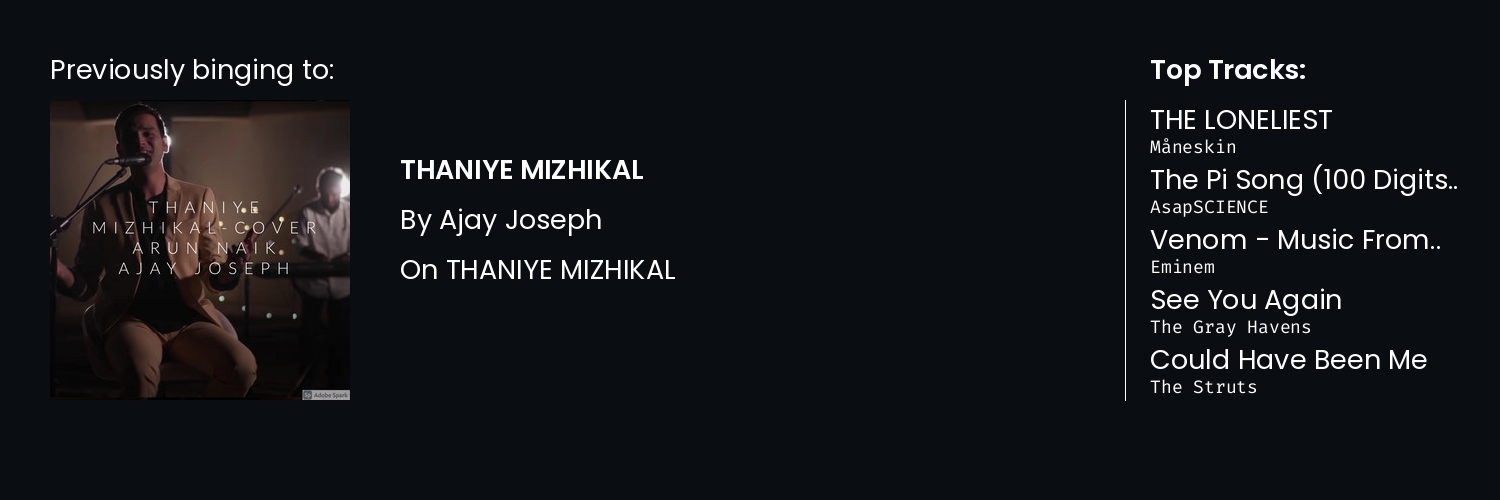 Previously binging to:
THANIYE
MIZHIKAL-COVER
ARUN NAIK
AJAY JOSEPH
Adobe Spark
THANIYE MIZHIKAL
By Ajay Joseph
On THANIYE MIZHIKAL
Top Tracks:
THE LONELIEST
Måneskin
The Pi Song (100 Digits..
AsapSCIENCE
Venom - Music From..
Eminem
See You Again
The Gray Havens
Could Have Been Me
The Struts